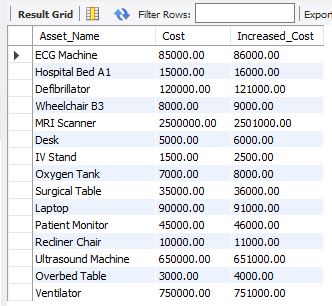 Result Grid Filter Rows: Export
Asset_Name Cost Increased_Cost
ECG Machine 85000.00 86000.00
Hospital Bed A1 15000.00 16000.00
Defibrillator 120000.00 121000.00
Wheelchair B3 8000.00 9000.00
MRI Scanner 2500000.00 2501000.00
Desk 5000.00 6000.00
IV Stand 1500.00 2500.00
Oxygen Tank 7000.00 8000.00
Surgical Table 35000.00 36000.00
Laptop 90000.00 91000.00
Patient Monitor 45000.00 46000.00
Recliner Chair 10000.00 11000.00
Ultrasound Machine 650000.00 651000.00
Overbed Table 3000.00 4000.00
Ventilator 750000.00 751000.00